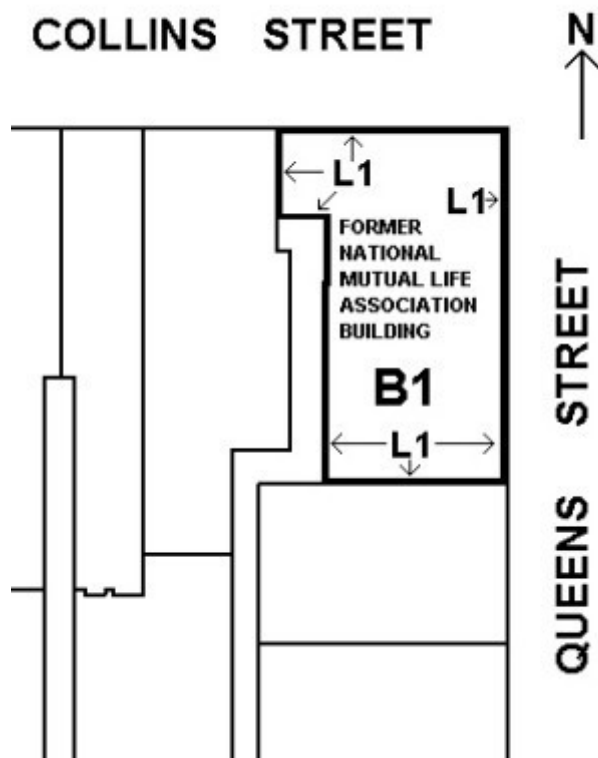 COLLINS STREET
N
L1
L1
FORMER
NATIONAL
MUTUAL LIFE
ASSOCIATION
BUILDING
B1
L1
QUEENS STREET